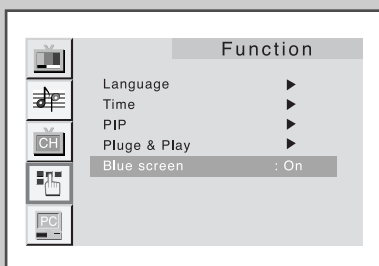 Function
Language ▶
Time ▶
PIP ▶
Pluge & Play ▶
CH
Blue screen : On
PC